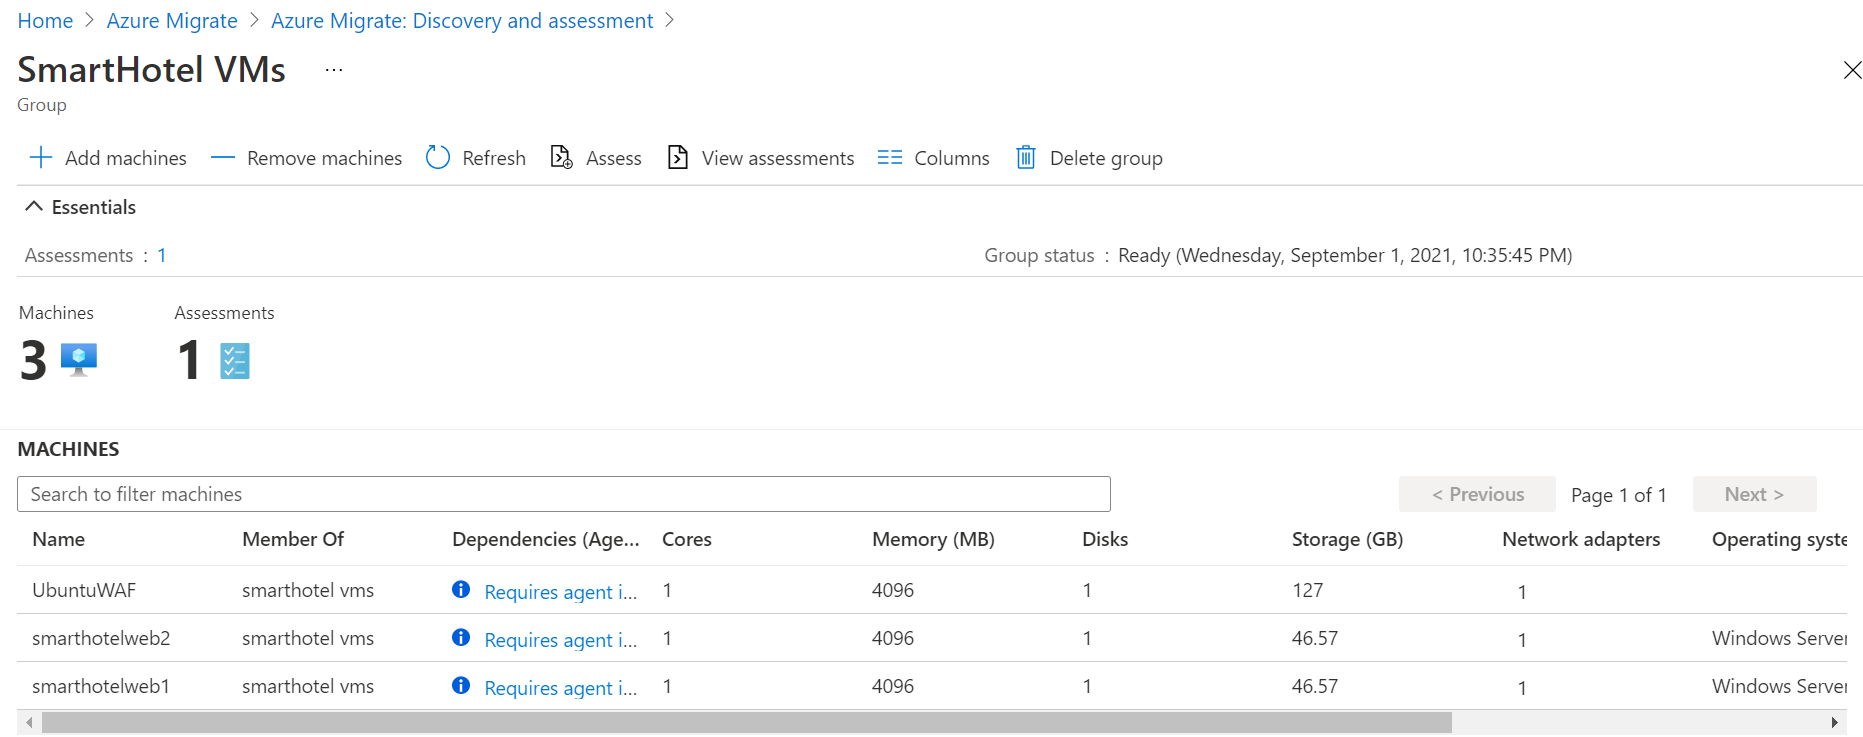 Home > Azure Migrate > Azure Migrate: Discovery and assessment >
SmartHotel VMs ...
Group
Add machines Remove machines Refresh Assess View assessments Columns Delete group
Essentials
Assessments : 1 Group status : Ready (Wednesday, September 1, 2021, 10:35:45 PM)
Machines Assessments
3 1
MACHINES
Search to filter machines < Previous Page 1 of 1 Next >
Name Member Of Dependencies (Age... Cores Memory (MB) Disks Storage (GB) Network adapters Operating syste
UbuntuWAF smarthotel vms Requires agent i... 1 4096 1 127 1
smarthotelweb2 smarthotel vms Requires agent i... 1 4096 1 46.57 1 Windows Server
smarthotelweb1 smarthotel vms Requires agent i... 1 4096 1 46.57 1 Windows Server